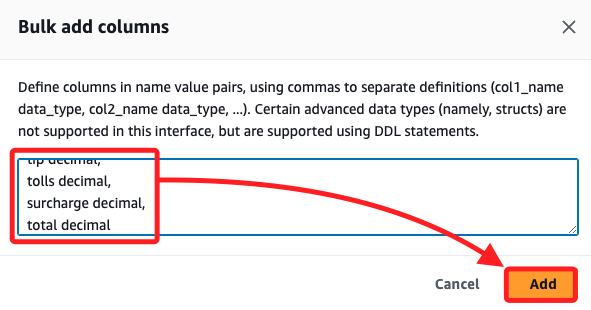 Bulk add columns
Define columns in name value pairs, using commas to separate definitions (col1_name
data_type, col2_name data_type, ...). Certain advanced data types (namely, structs) are
not supported in this interface, but are supported using DDL statements.
tip decimal,
tolls decimal,
surcharge decimal,
total decimal
Cancel
Add